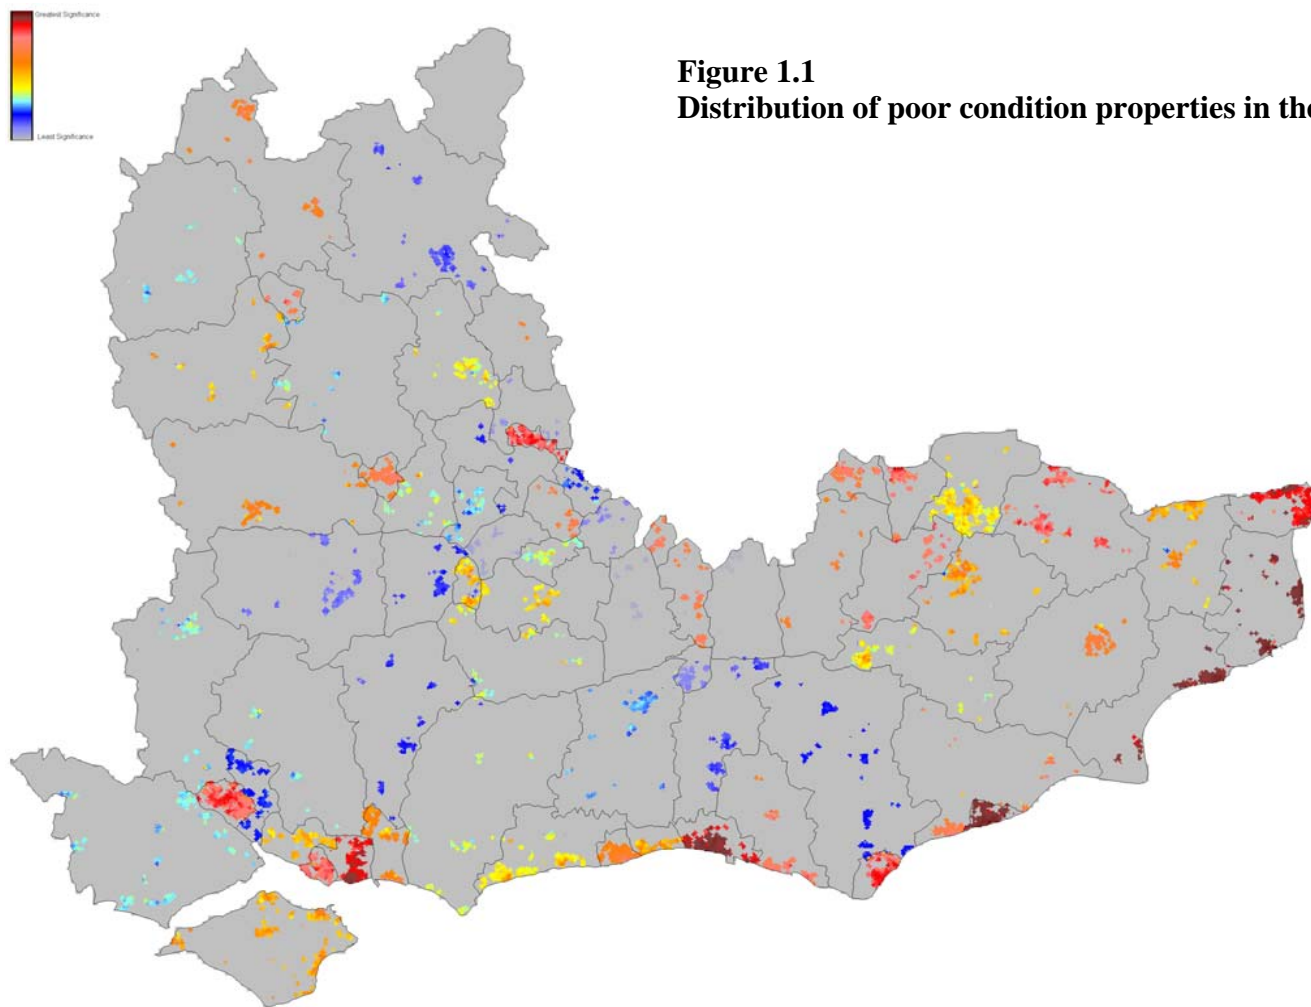 Greatest Significance
Figure 1.1
Distribution of poor condition properties in the
Least Significance